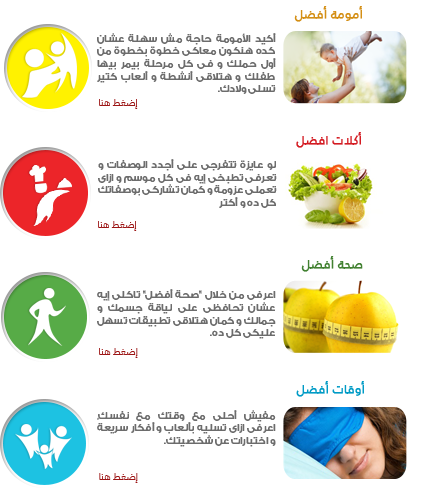 أمومة أفضل
أكيد الأمومة حاجة مش سهلة عشان
كده هنكون معاكى خطوة بخطوة من
أول حملك و فى كل مرحلة بيمر بيها
طفلك و هتلاقى أنشطة و ألعاب كتير
تسلى ولادك.
إضغط هنا
أكلات افضل
لو عايزة تتفرجى على أجدد الوصفات و
تعرفى تطبخى إيه فى كل موسم و ازاى
تعملى عزومة و كمان تشاركى بوصفاتك
كل ده و أكتر
إضغط هنا
صحة أفضل
اعرفى من خلال "صحة أفضل" تاكلى إيه
عشان تحافظى على لياقة جسمك و
جمالك و كمان هتلاقى تطبيقات تسهل
عليكى كل ده.
إضغط هنا
أوقات أفضل
مفيش أحلى مع وقتك مع نفسك
اعرفى ازاى تسليه بألعاب و أفكار سريعة
و اختبارات عن شخصيتك.
إضغط هنا